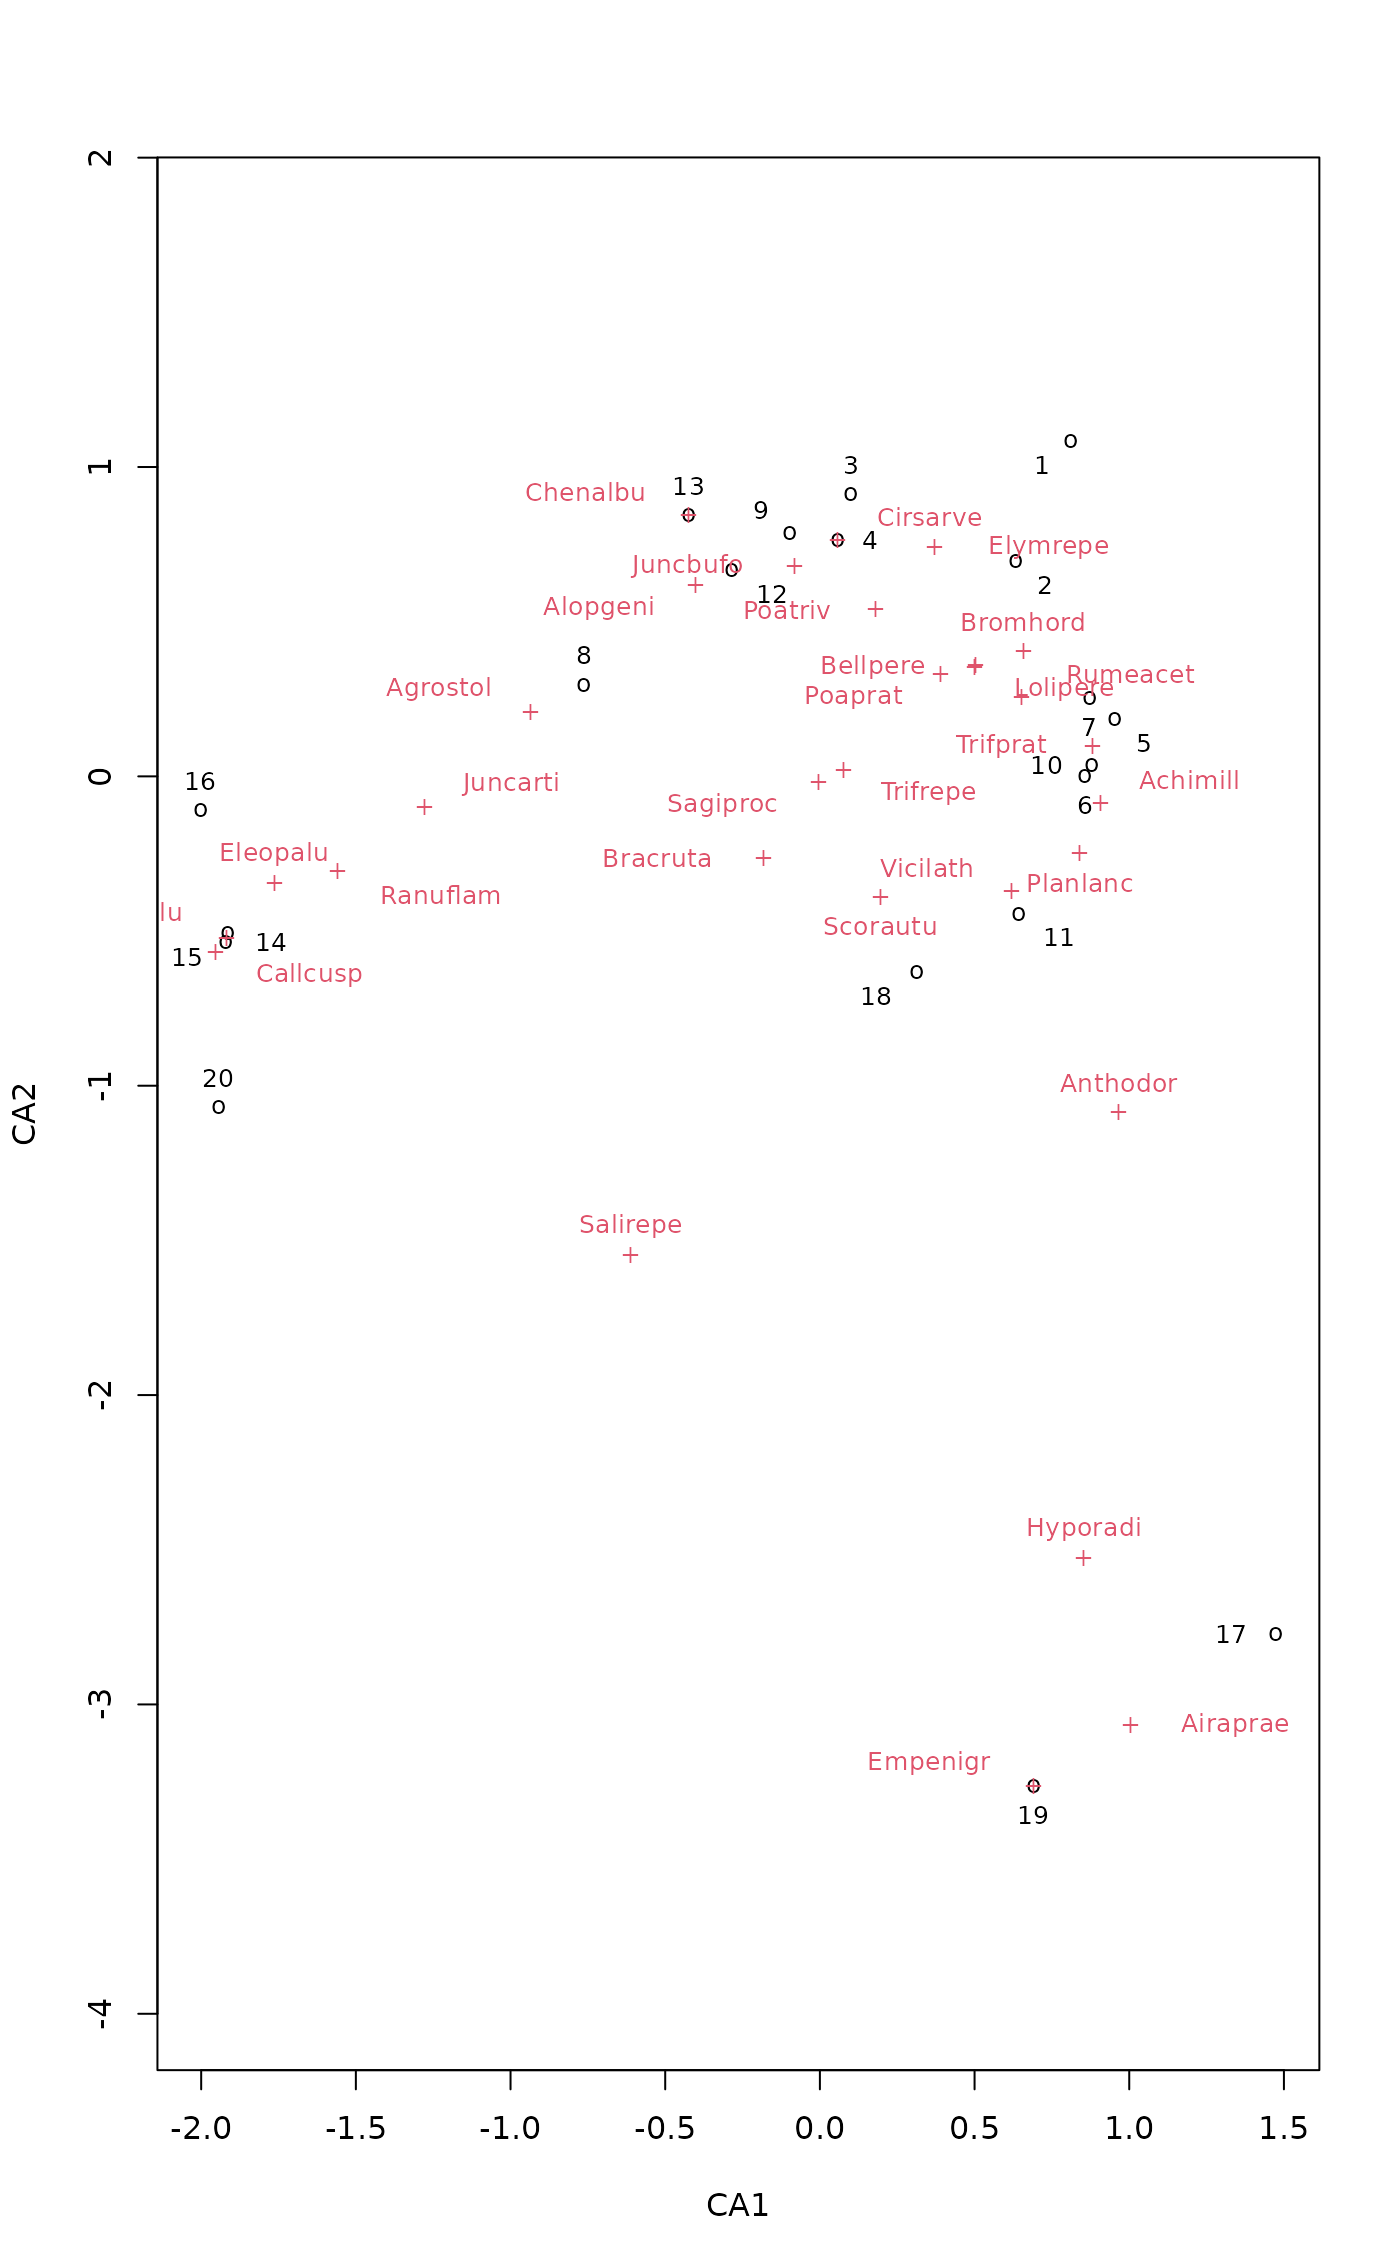 2
1
0
-1
-2
-3
-4
CA2
1
3
13
Chenalbu
9
Cirsarve
4
Elymrepe
Juncbufo
2
12
Alopgeni
Poatriv
Bromhord
8
Bellpere
Rumeacet
Agrostol
Lolipere
Poaprat
7
Trifprat
5
10
16
Juncarti
Achimill
Trifrepe
Sagiproc
6
Eleopalu
Bracruta
Vicilath
Planlanc
Ranuflam
lu
Scorautu
11
14
15
Callcusp
18
20
Anthodor
Salirepe
Hyporadi
17
Airaprae
Empenigr
19
-2.0 -1.5 -1.0 -0.5 0.0 0.5 1.0 1.5
CA1